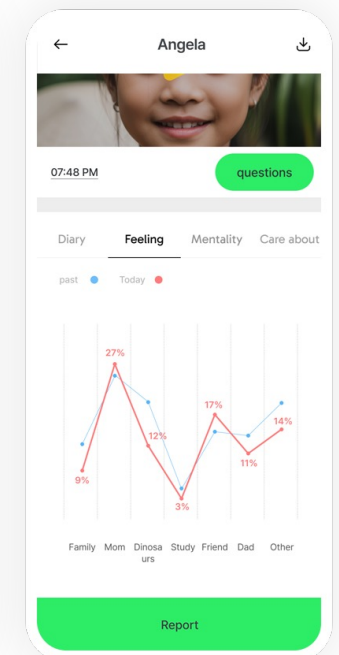 Angela
07:48 PM
questions
Diary Feeling Mentality Care about
past Today
27%
17%
14%
12%
11%
9%
3%
Family Mom Dinosa Study Friend Dad Other
urs
Report